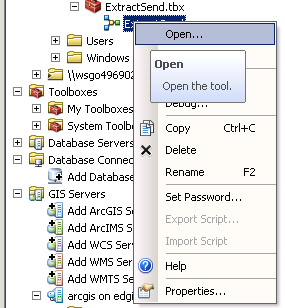 ExtractSend.tbx
Open...
Users
Windows
\\wsgo496902
Open
Open the tool.
Toolboxes
My Toolboxes
System Toolbo
Debug...
Copy Ctrl+C
Database Servers
Delete
Database Connec
Rename F2
Add Database
GIS Servers
Set Password...
Add ArcGIS S
Add ArcIMS Se
Export Script...
Add WCS Ser
Import Script
Add WMS Ser
Help
Add WMTS Se
arcgis on edg
Properties...